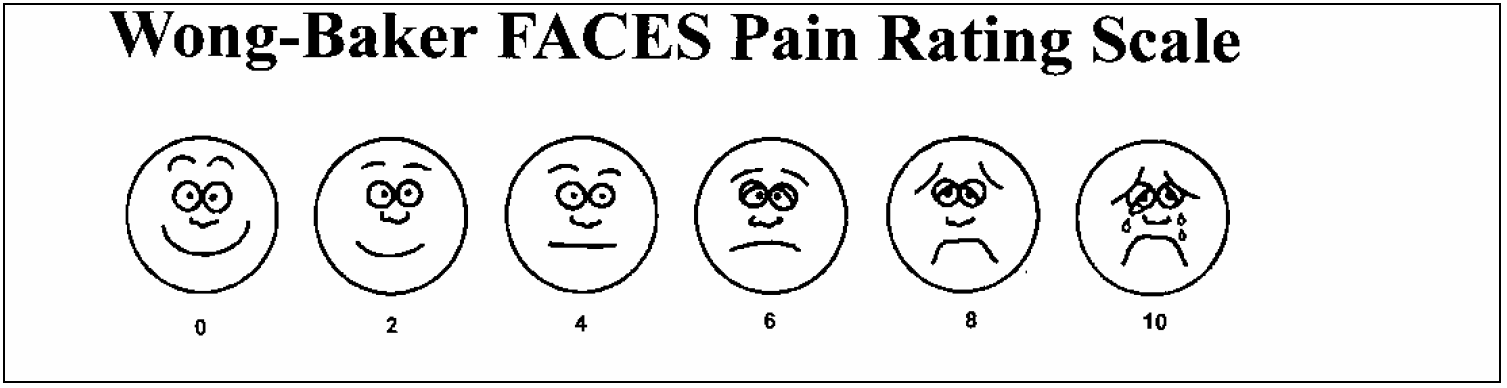 Wong-Baker FACES Pain Rating Scale
0 2 4 6 8 10